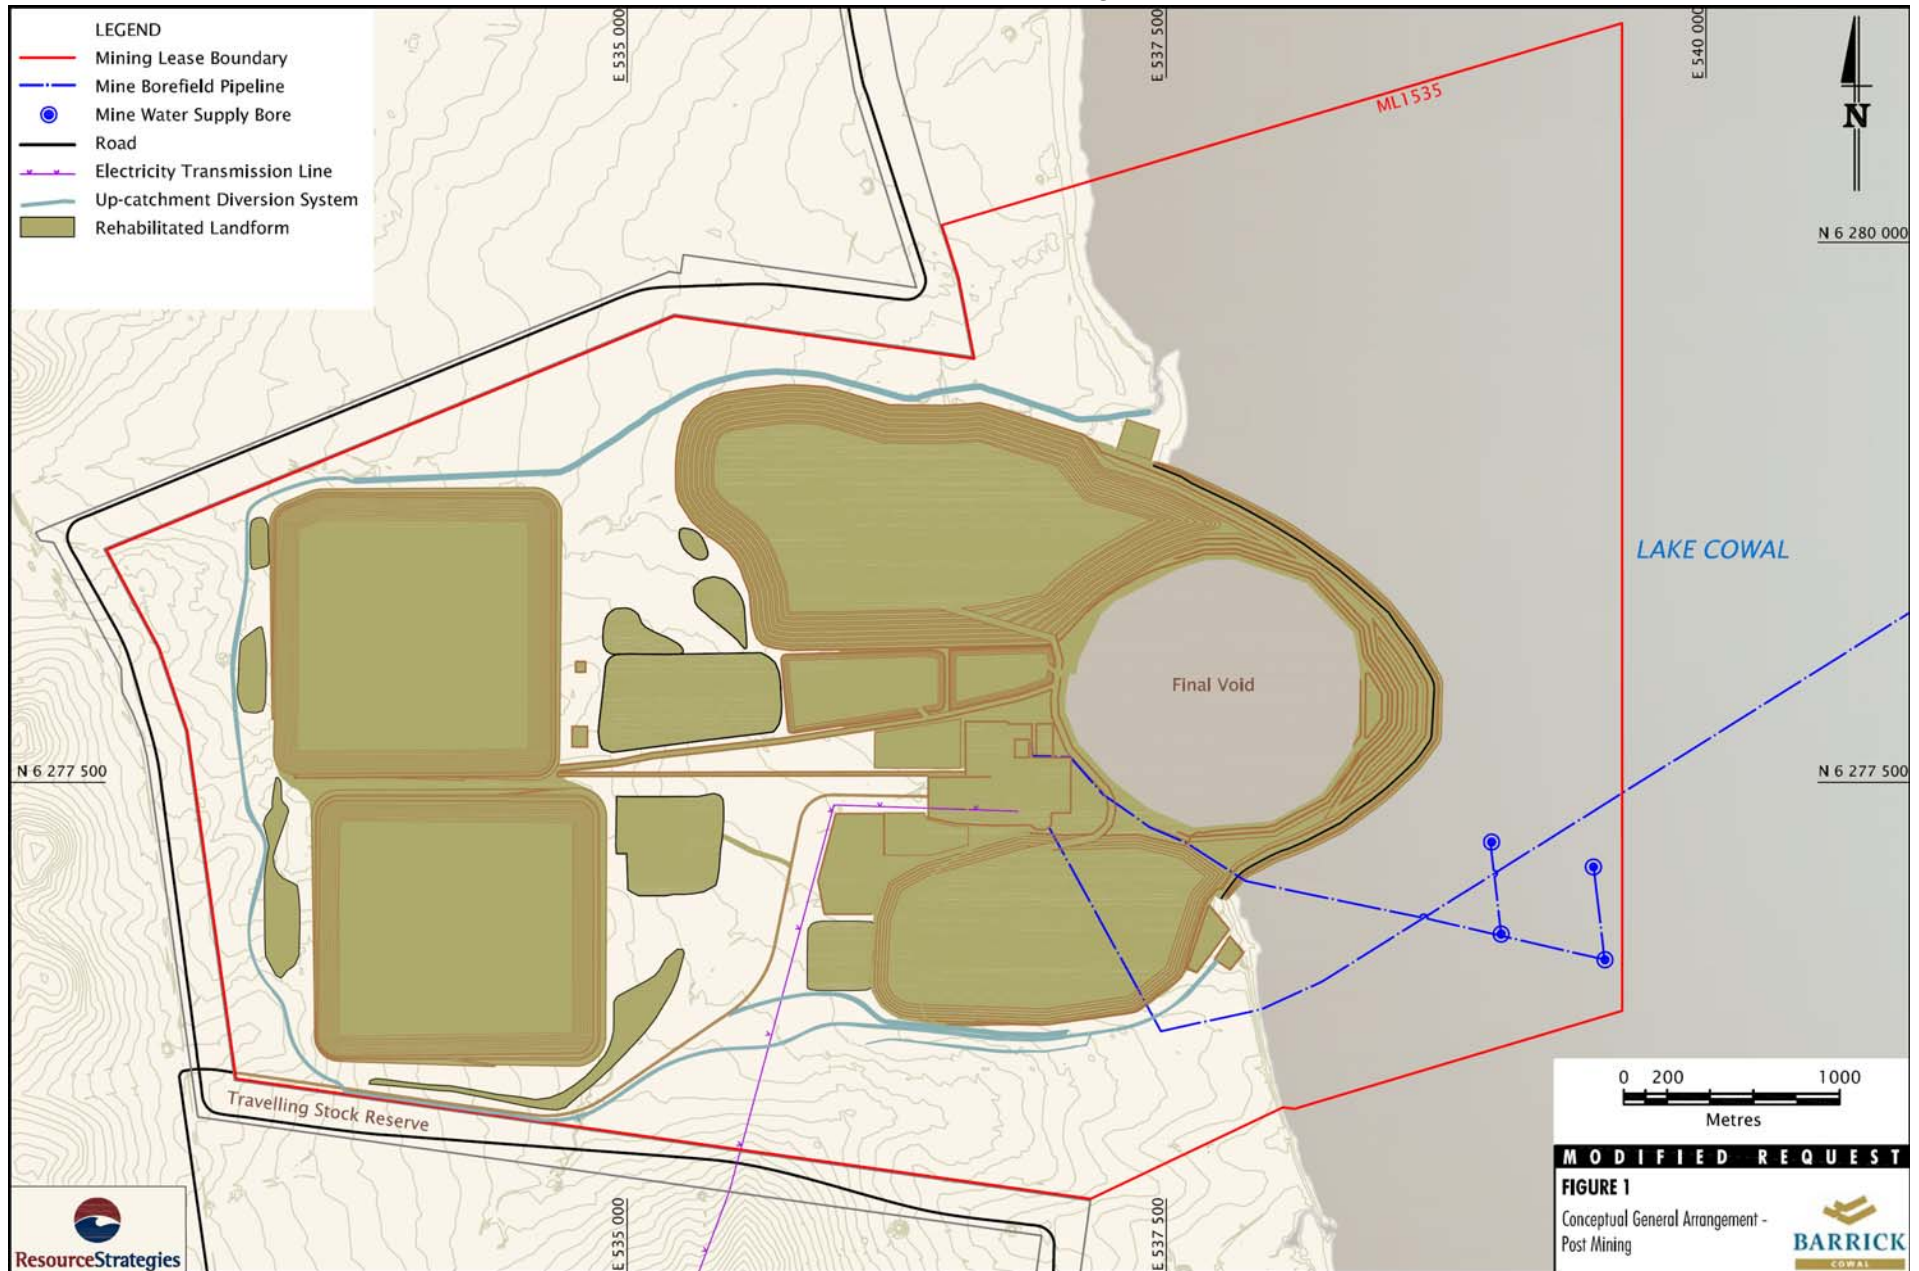 LEGEND
Mining Lease Boundary
Mine Borefield Pipeline
Mine Water Supply Bore
Road
Electricity Transmission Line
Up-catchment Diversion System
Rehabilitated Landform
E 535 000
E 537 500
E 540 000
ML1535
N
N 6 280 000
LAKE COWAL
Final Void
N 6 277 500
N 6 277 500
Travelling Stock Reserve
E 535 000
E 537 500
0 200 1000
Metres
MODIFIED REQUEST
FIGURE 1
Conceptual General Arrangement -
Post Mining
BARRICK
COWAL
ResourceStrategies